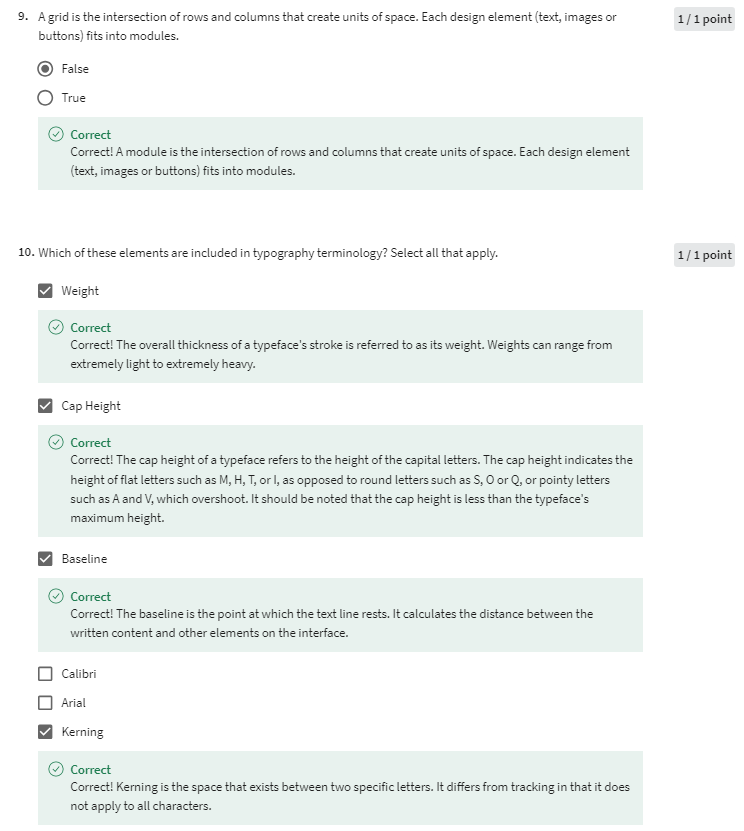 9. A grid is the intersection of rows and columns that create units of space. Each design element (text, images or
1 / 1 point
buttons) fits into modules.
False
True
Correct
Correct! A module is the intersection of rows and columns that create units of space. Each design element
(text, images or buttons) fits into modules.
10. Which of these elements are included in typography terminology? Select all that apply.
1 / 1 point
Weight
Correct
Correct! The overall thickness of a typeface's stroke is referred to as its weight. Weights can range from
extremely light to extremely heavy.
Cap Height
Correct
Correct! The cap height of a typeface refers to the height of the capital letters. The cap height indicates the
height of flat letters such as M, H, T, or I, as opposed to round letters such as S, O or Q, or pointy letters
such as A and V, which overshoot. It should be noted that the cap height is less than the typeface's
maximum height.
Baseline
Correct
Correct! The baseline is the point at which the text line rests. It calculates the distance between the
written content and other elements on the interface.
Calibri
Arial
Kerning
Correct
Correct! Kerning is the space that exists between two specific letters. It differs from tracking in that it does
not apply to all characters.